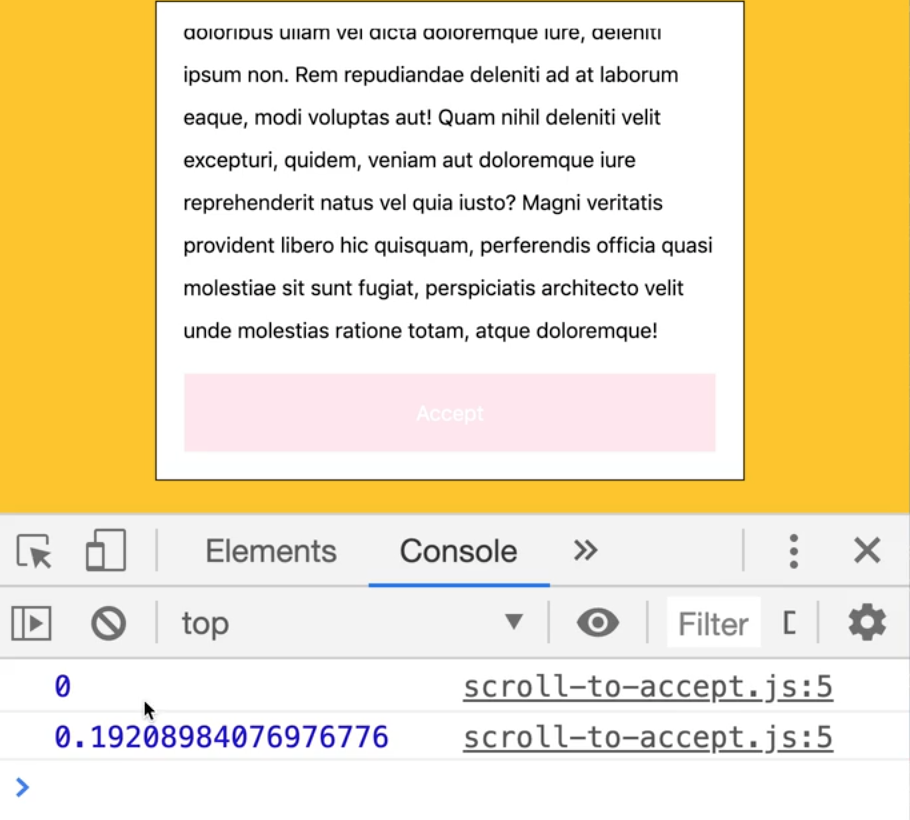 doloribus ullam vel dicta doloremque iure, deleniti
ipsum non. Rem repudiandae deleniti ad at laborum
eaque, modi voluptas aut! Quam nihil deleniti velit
excepturi, quidem, veniam aut doloremque iure
reprehenderit natus vel quia iusto? Magni veritatis
provident libero hic quisquam, perferendis officia quasi
molestiae sit sunt fugiat, perspiciatis architecto velit
unde molestias ratione totam, atque doloremque!
Accept
Elements Console »
top Filter
0 scroll-to-accept.js:5
0.19208984076976776 scroll-to-accept.js:5
>